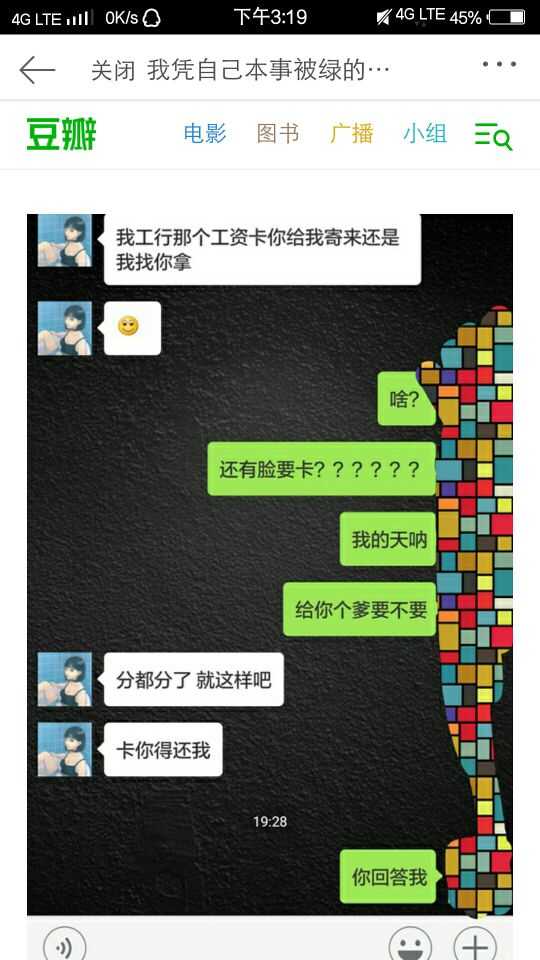 4G LTE 0K/s 下午3:19 4G LTE 45%
关闭 我凭自己本事被绿的…
豆瓣 电影 图书 广播 小组
我工行那个工资卡你给我寄来还是
我找你拿
啥?
还有脸要卡? ? ? ? ? ?
我的天呐
给你个爹要不要
分都分了 就这样吧
卡你得还我
19:28
你回答我